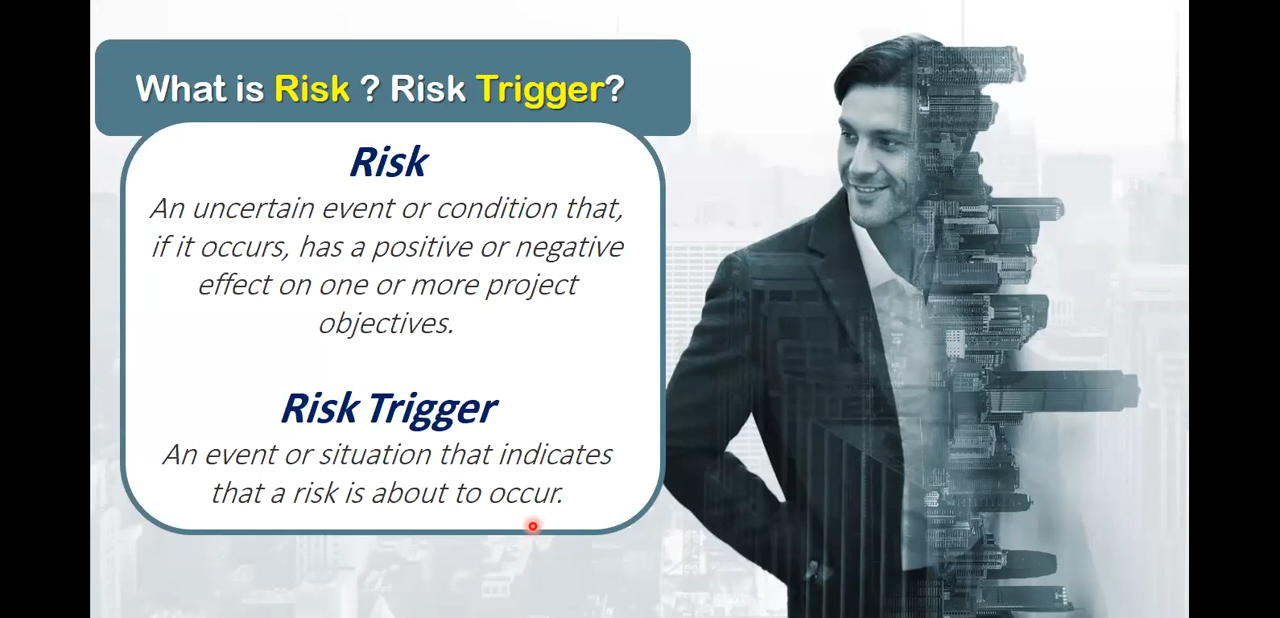 What is Risk ? Risk Trigger?
Risk
An uncertain event or condition that,
if it occurs, has a positive or negative
effect on one or more project
objectives.
Risk Trigger
An event or situation that indicates
that a risk is about to occur.